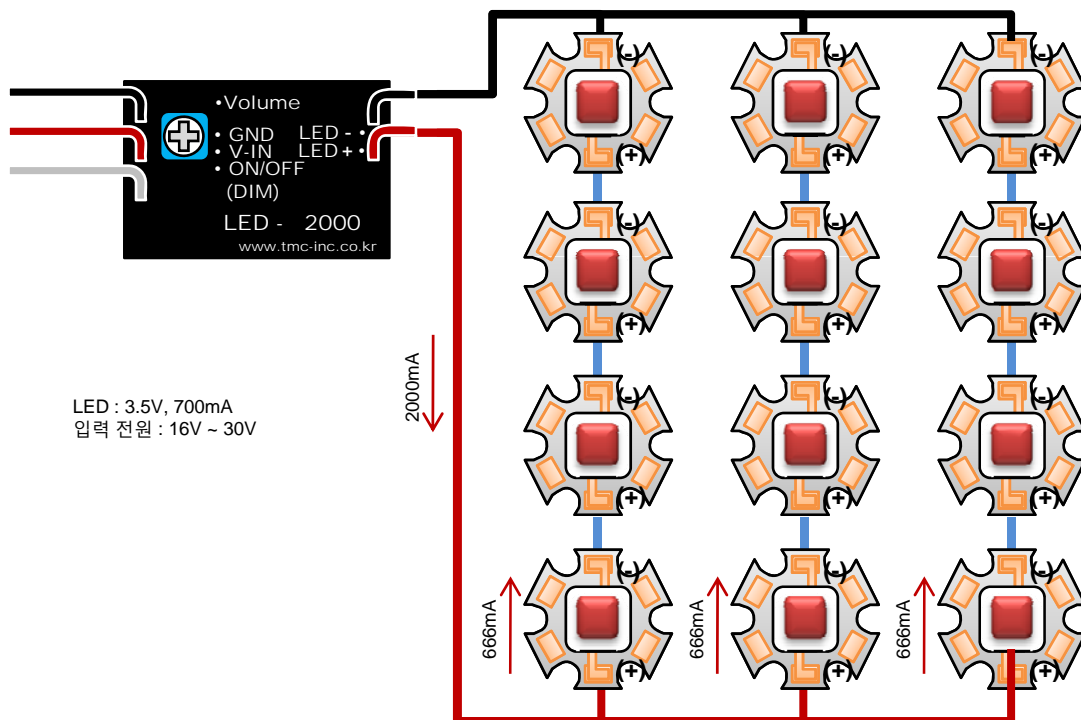 •Volume
• GND
LED - •
• V-IN
LED + •
• ON/OFF
(DIM)
LED - 2000
www.tmc-inc.co.kr
(-)
(-)
(-)
(+)
(+)
(+)
(-)
(-)
(-)
(+)
(+)
(+)
2000mA
LED : 3.5V, 700mA
입력 전원 : 16V ~ 30V
(-)
(-)
(-)
(+)
(+)
(+)
(-)
(-)
(-)
666mA
666mA
666mA
(+)
(+)
(+)